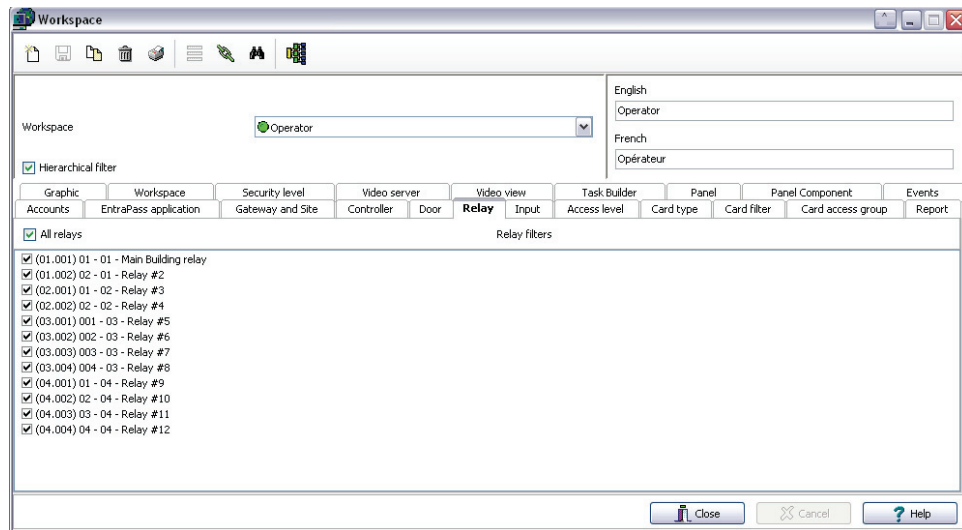 Workspace
English
Operator
Workspace
Operator
French
Opérateur
Hierarchical filter
Graphic Workspace Security level Video server Video view Task Builder Panel Panel Component Events
Accounts EntraPass application Gateway and Site Controller Door Relay Input Access level Card type Card filter Card access group Report
All relays Relay filters
(01.001) 01 - 01 - Main Building relay
(01.002) 02 - 01 - Relay #2
(02.001) 01 - 02 - Relay #3
(02.002) 02 - 02 - Relay #4
(03.001) 001 - 03 - Relay #5
(03.002) 002 - 03 - Relay #6
(03.003) 003 - 03 - Relay #7
(03.004) 004 - 03 - Relay #8
(04.001) 01 - 04 - Relay #9
(04.002) 02 - 04 - Relay #10
(04.003) 03 - 04 - Relay #11
(04.004) 04 - 04 - Relay #12
Close Cancel ? Help